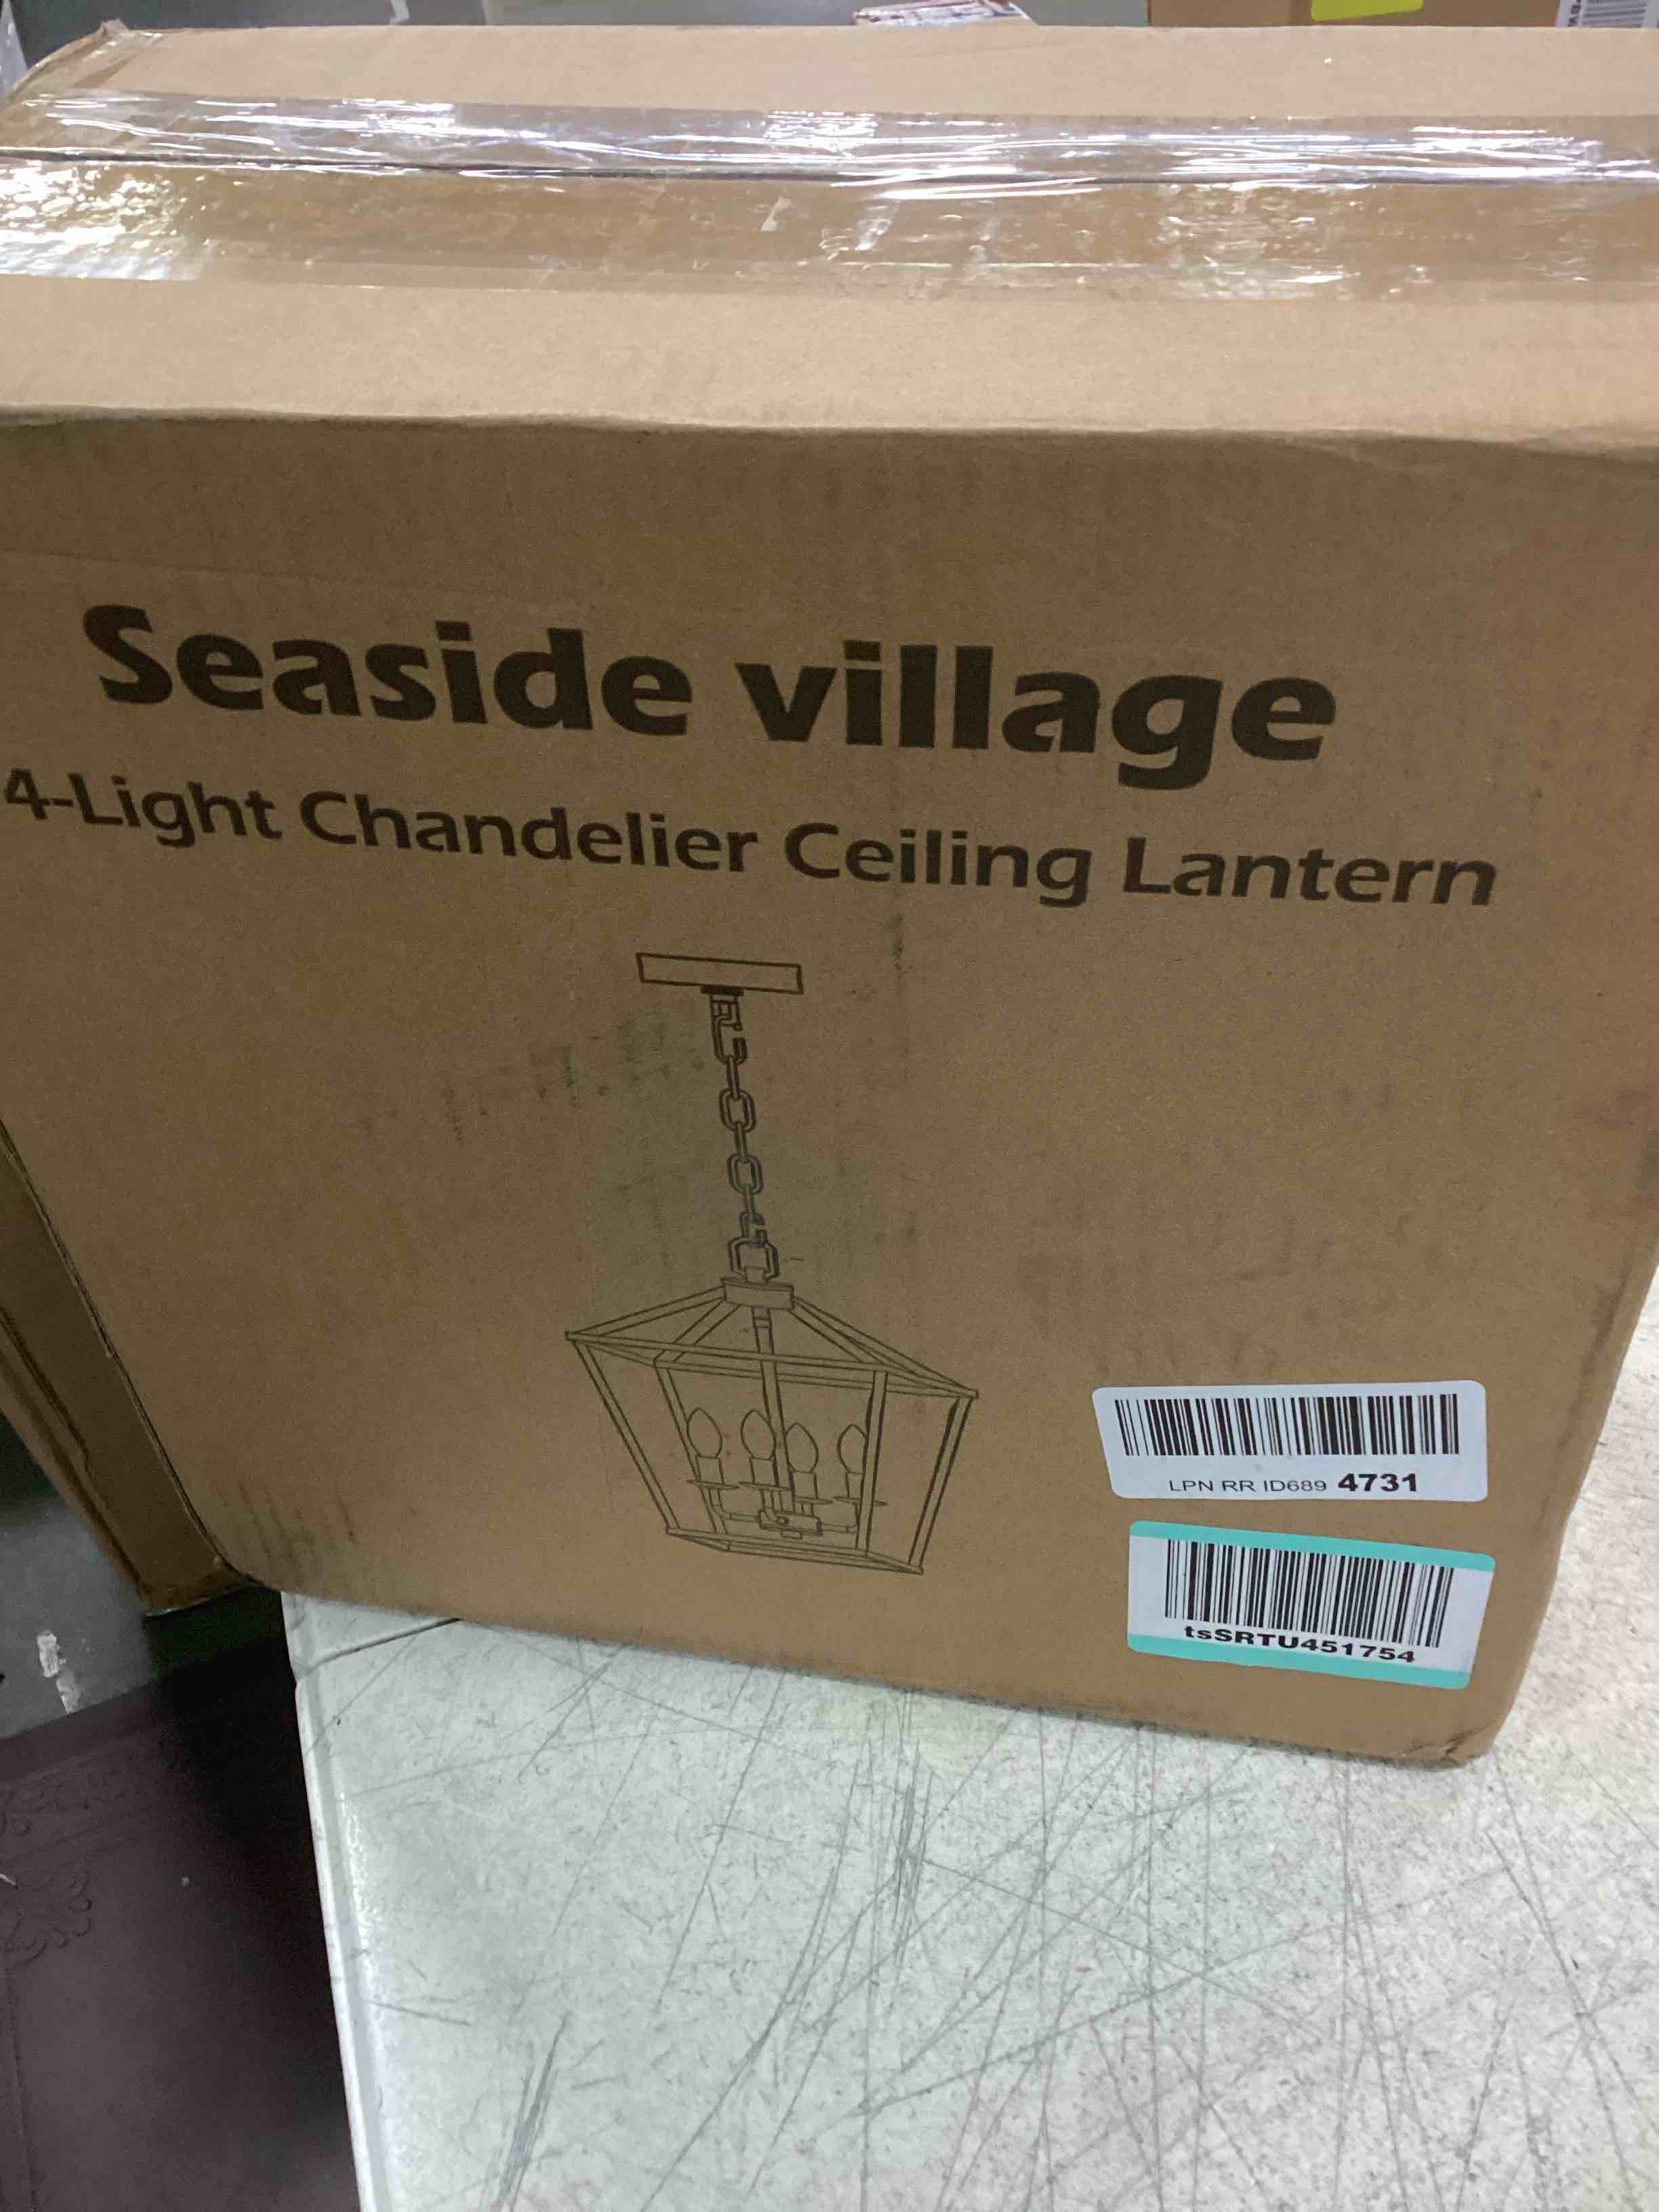 Seaside village
4-Light Chandelier Ceiling Lantern
LPN RR ID689 4731
tsSRTU451754